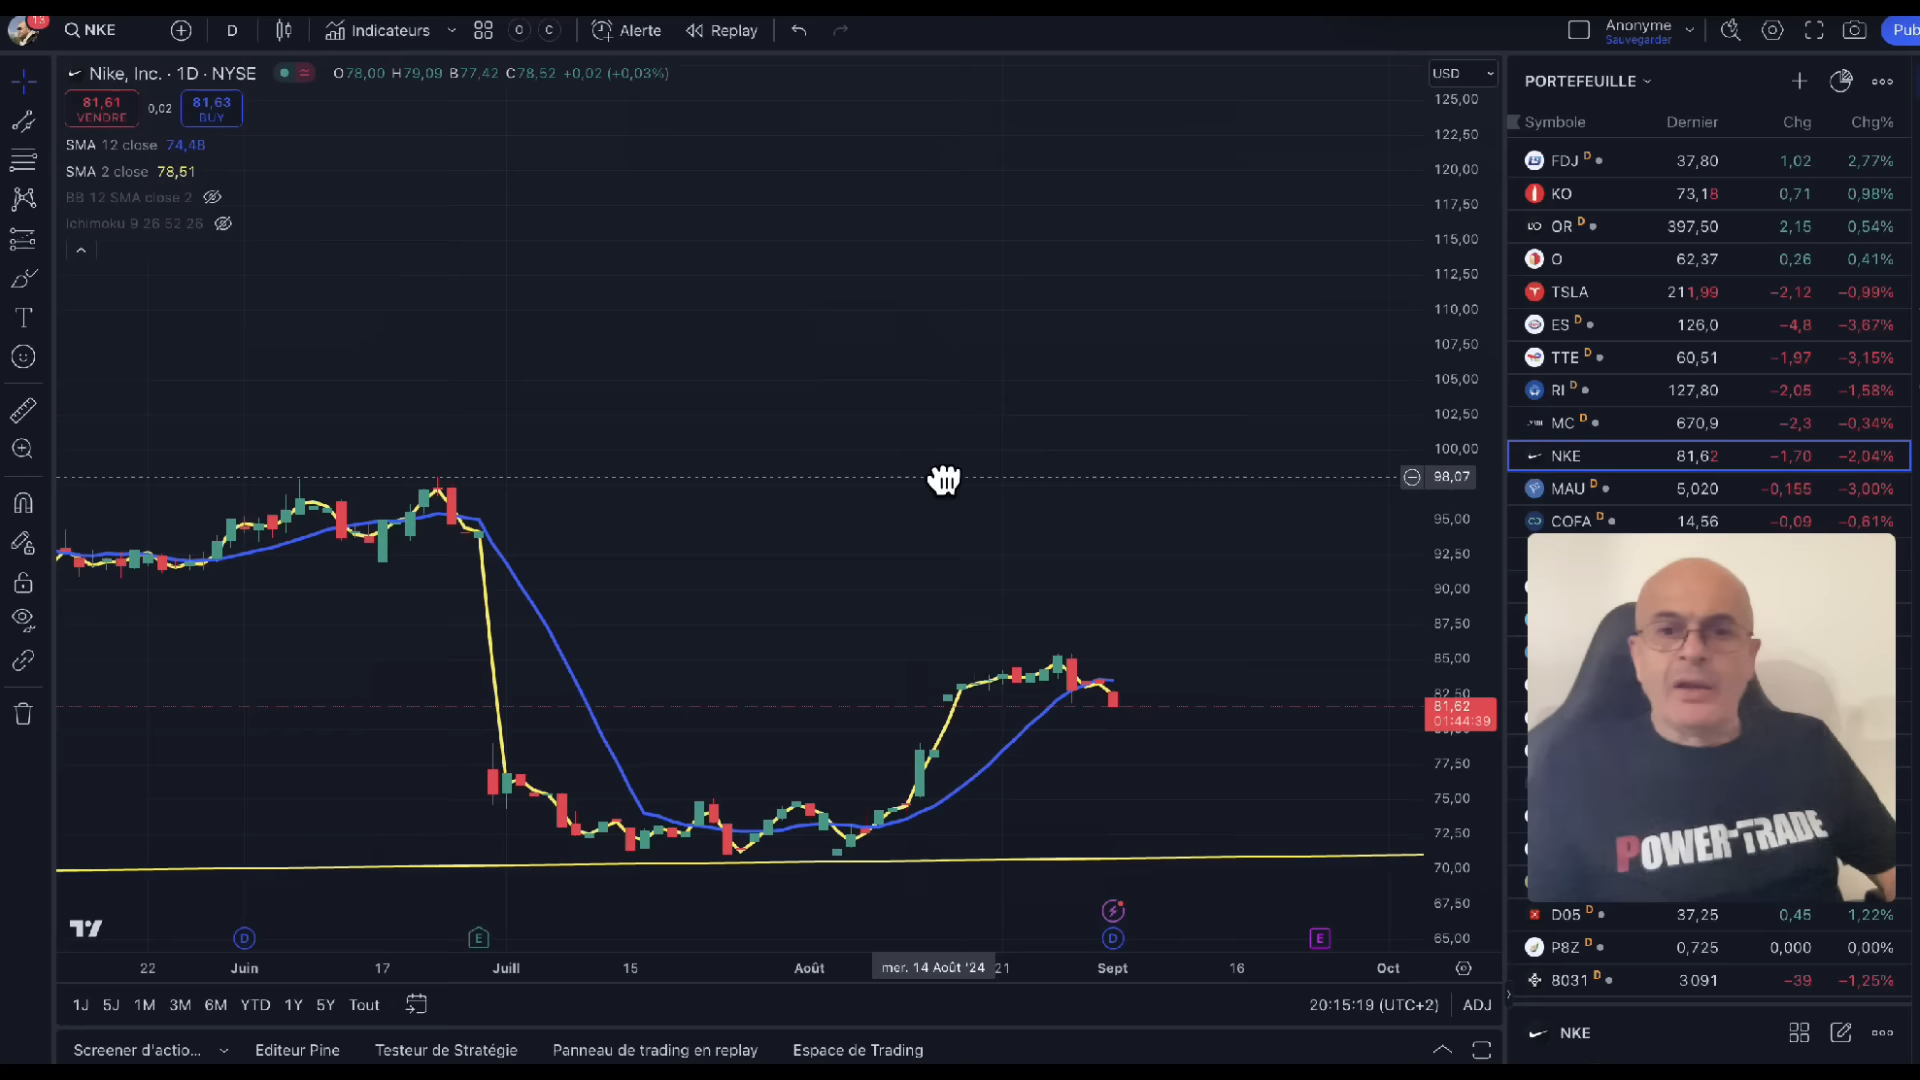 13
NKE
D
Indicateurs
O
C
Alerte
Replay
Anonyme
Sauvegarder
Pub
Nike, Inc. · 1D · NYSE
O78,00 H79,09 B77,42 C78,52 +0,02 (+0,03%)
81,61
VENDRE
0,02
81,63
BUY
SMA 12 close 74,48
SMA 2 close 78,51
BB 12 SMA close 2
Ichimoku 9 26 52 26
USD
125,00
122,50
120,00
117,50
115,00
112,50
110,00
107,50
105,00
102,50
100,00
98,07
95,00
92,50
90,00
87,50
85,00
82,50
81,62
01:44:39
77,50
75,00
72,50
70,00
67,50
65,00
D
E
D
E
22
Juin
17
Juill
15
Août
mer. 14 Août '24
21
Sept
16
Oct
1J
5J
1M
3M
6M
YTD
1Y
5Y
Tout
20:15:19 (UTC+2)
ADJ
Screener d'actio...
Editeur Pine
Testeur de Stratégie
Panneau de trading en replay
Espace de Trading
PORTEFEUILLE
Symbole Dernier Chg Chg%
FDJ D 37,80 1,02 2,77%
KO 73,18 0,71 0,98%
OR D 397,50 2,15 0,54%
O 62,37 0,26 0,41%
TSLA 211,99 −2,12 −0,99%
ES D 126,0 −4,8 −3,67%
TTE D 60,51 −1,97 −3,15%
RI D 127,80 −2,05 −1,58%
MC D 670,9 −2,3 −0,34%
NKE 81,62 −1,70 −2,04%
MAU D 5,020 −0,155 −3,00%
COFA D 14,56 −0,09 −0,61%
POWER-TRADE
D05 D 37,25 0,45 1,22%
P8Z D 0,725 0,000 0,00%
8031 D 3 091 −39 −1,25%
NKE